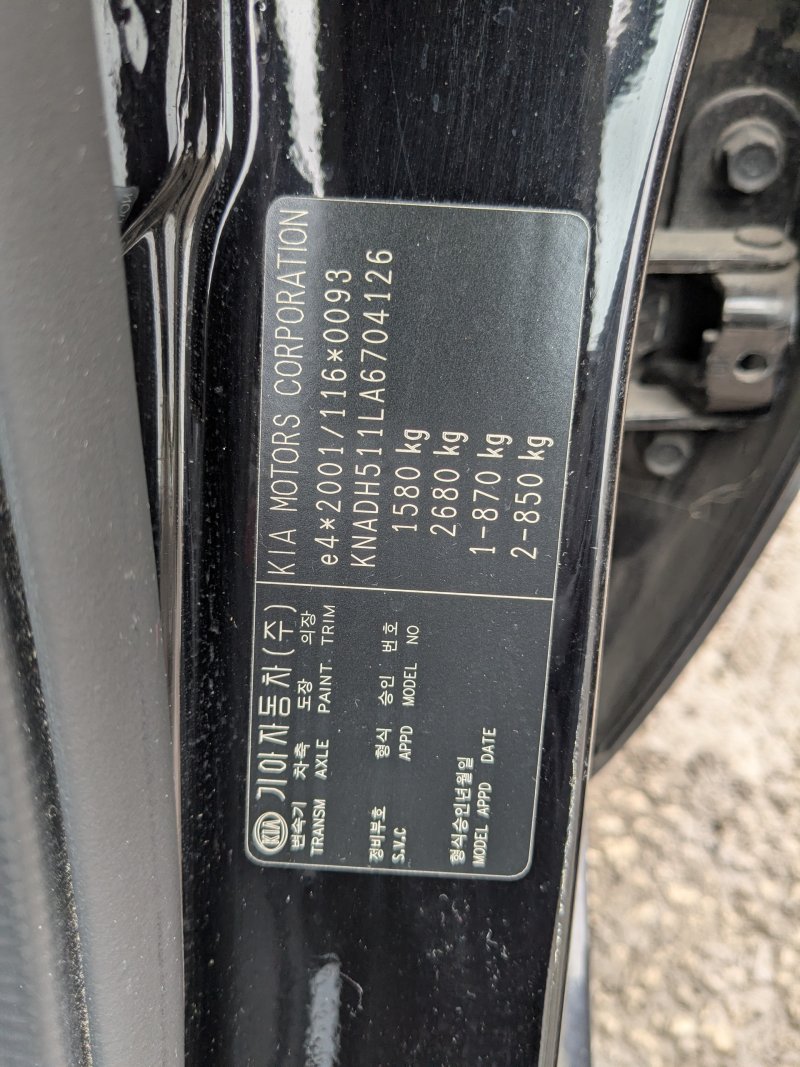 KIA 기아자동차(주)
변속기 차축 도장 의장
TRANSM AXLE PAINT TRIM
정비부호 형식 승인 번호
S.V.C APPD MODEL NO
형식승인년월일
MODEL APPD DATE
KIA MOTORS CORPORATION
e4*2001/116*0093
KNADH511LA6704126
1580 kg
2680 kg
1-870 kg
2-850 kg